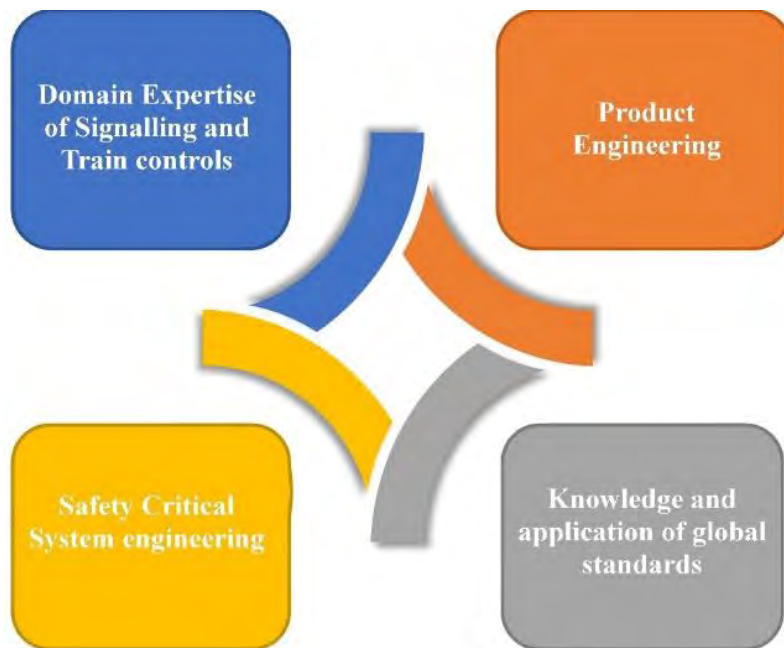 Domain Expertise
of Signalling and
Train controls
Product
Engineering
Safety Critical
System engineering
Knowledge and
application of global
standards